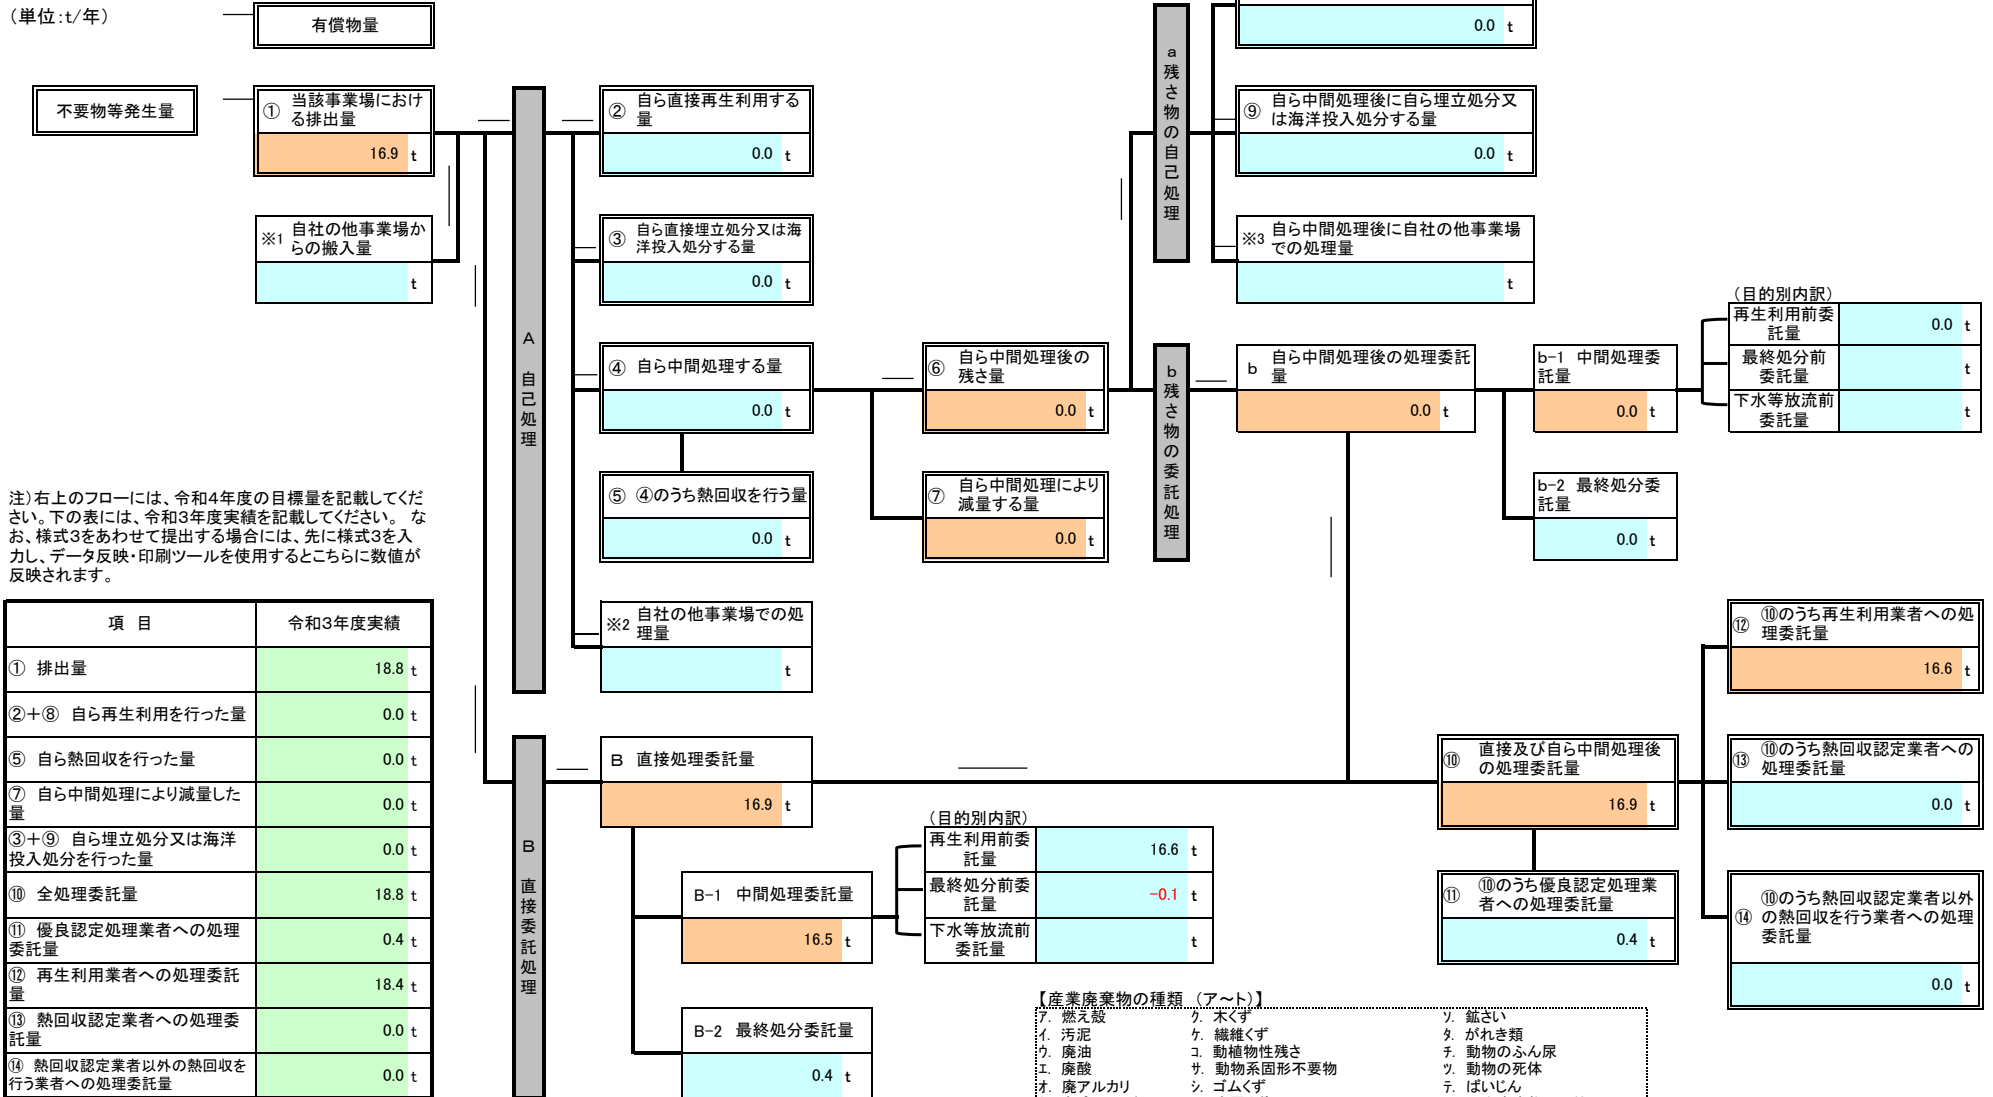 （単位:t/年）
有償物量
不要物等発生量
① 当該事業場におけ
る排出量
16.9 t
※1 自社の他事業場か
らの搬入量
t
A 自己処理
② 自ら直接再生利用する
量
0.0 t
③ 自ら直接埋立処分又は海
洋投入処分する量
0.0 t
④ 自ら中間処理する量
0.0 t
⑤ ④のうち熱回収を行う量
0.0 t
※2 自社の他事業場での処
理量
t
⑥ 自ら中間処理後の
残さ量
0.0 t
⑦ 自ら中間処理により
減量する量
0.0 t
a 残さ物の自己処理
0.0 t
⑨ 自ら中間処理後に自ら埋立処分又
は海洋投入処分する量
0.0 t
※3 自ら中間処理後に自社の他事業場
での処理量
t
b 残さ物の委託処理
b 自ら中間処理後の処理委託
量
0.0 t
b-1 中間処理委
託量
0.0 t
b-2 最終処分委
託量
0.0 t
（目的別内訳）
再生利用前委
託量
0.0 t
最終処分前
委託量
t
下水等放流前
委託量
t
注）右上のフローには、令和4年度の目標量を記載してくだ
さい。下の表には、令和3年度実績を記載してください。 な
お、様式3をあわせて提出する場合には、先に様式3を入
力し、データ反映・印刷ツールを使用するとこちらに数値が
反映されます。
項 目 令和3年度実績
① 排出量 18.8 t
②＋⑧ 自ら再生利用を行った量 0.0 t
⑤ 自ら熱回収を行った量 0.0 t
⑦ 自ら中間処理により減量した
量 0.0 t
③＋⑨ 自ら埋立処分又は海洋
投入処分を行った量 0.0 t
⑩ 全処理委託量 18.8 t
⑪ 優良認定処理業者への処理
委託量 0.4 t
⑫ 再生利用業者への処理委託
量 18.4 t
⑬ 熱回収認定業者への処理委
託量 0.0 t
⑭ 熱回収認定業者以外の熱回収を
行う業者への処理委託量 0.0 t
B 直接委託処理
B 直接処理委託量
16.9 t
B-1 中間処理委託量
16.5 t
B-2 最終処分委託量
0.4 t
（目的別内訳）
再生利用前委
託量
16.6 t
最終処分前委
託量
-0.1 t
下水等放流前
委託量
t
⑩ 直接及び自ら中間処理後
の処理委託量
16.9 t
⑪ ⑩のうち優良認定処理業
者への処理委託量
0.4 t
⑫ ⑩のうち再生利用業者への処
理委託量
16.6 t
⑬ ⑩のうち熱回収認定業者への
処理委託量
0.0 t
⑭ ⑩のうち熱回収認定業者以外
の熱回収を行う業者への処理
委託量
0.0 t
【産業廃棄物の種類 （ア～ト）】
ア. 燃え殻 ク. 木くず ソ. 鉱さい
イ. 汚泥 ケ. 繊維くず タ. がれき類
ウ. 廃油 コ. 動植物性残さ チ. 動物のふん尿
エ. 廃酸 サ. 動物系固形不要物 ツ. 動物の死体
オ. 廃アルカリ シ. ゴムくず テ. ばいじん